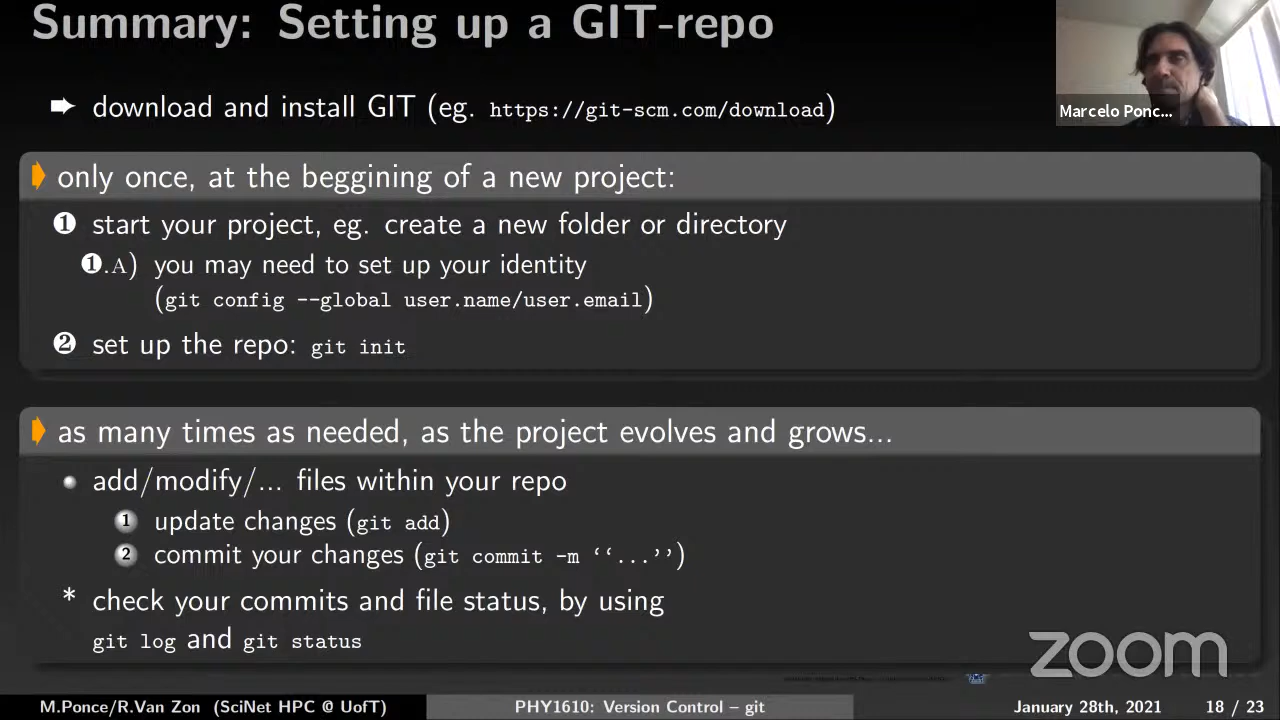 Summary: Setting up a GIT-repo
download and install GIT (eg. https://git-scm.com/download)
Marcelo Ponc...
only once, at the beggining of a new project:
❶ start your project, eg. create a new folder or directory
❶.A) you may need to set up your identity
(git config --global user.name/user.email)
❷ set up the repo: git init
as many times as needed, as the project evolves and grows...
add/modify/... files within your repo
1 update changes (git add)
2 commit your changes (git commit -m ‘‘...’’)
* check your commits and file status, by using
git log and git status
zoom
M.Ponce/R.Van Zon (SciNet HPC @ UofT) PHY1610: Version Control – git January 28th, 2021 18 / 23